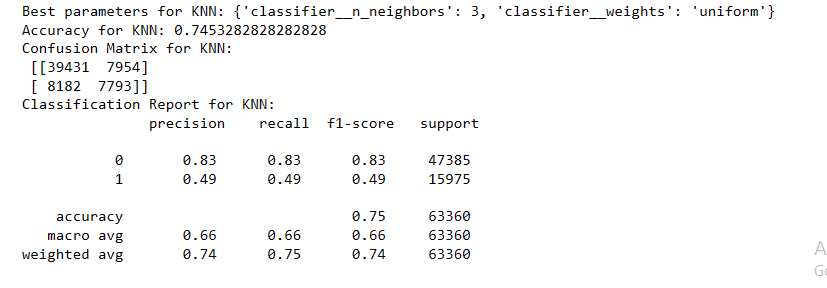 Best parameters for KNN: {'classifier__n_neighbors': 3, 'classifier__weights': 'uniform'}
Accuracy for KNN: 0.7453282828282828
Confusion Matrix for KNN:
[[39431 7954]
[ 8182 7793]]
Classification Report for KNN:
precision recall f1-score support
0 0.83 0.83 0.83 47385
1 0.49 0.49 0.49 15975
accuracy 0.75 63360
macro avg 0.66 0.66 0.66 63360
weighted avg 0.74 0.75 0.74 63360